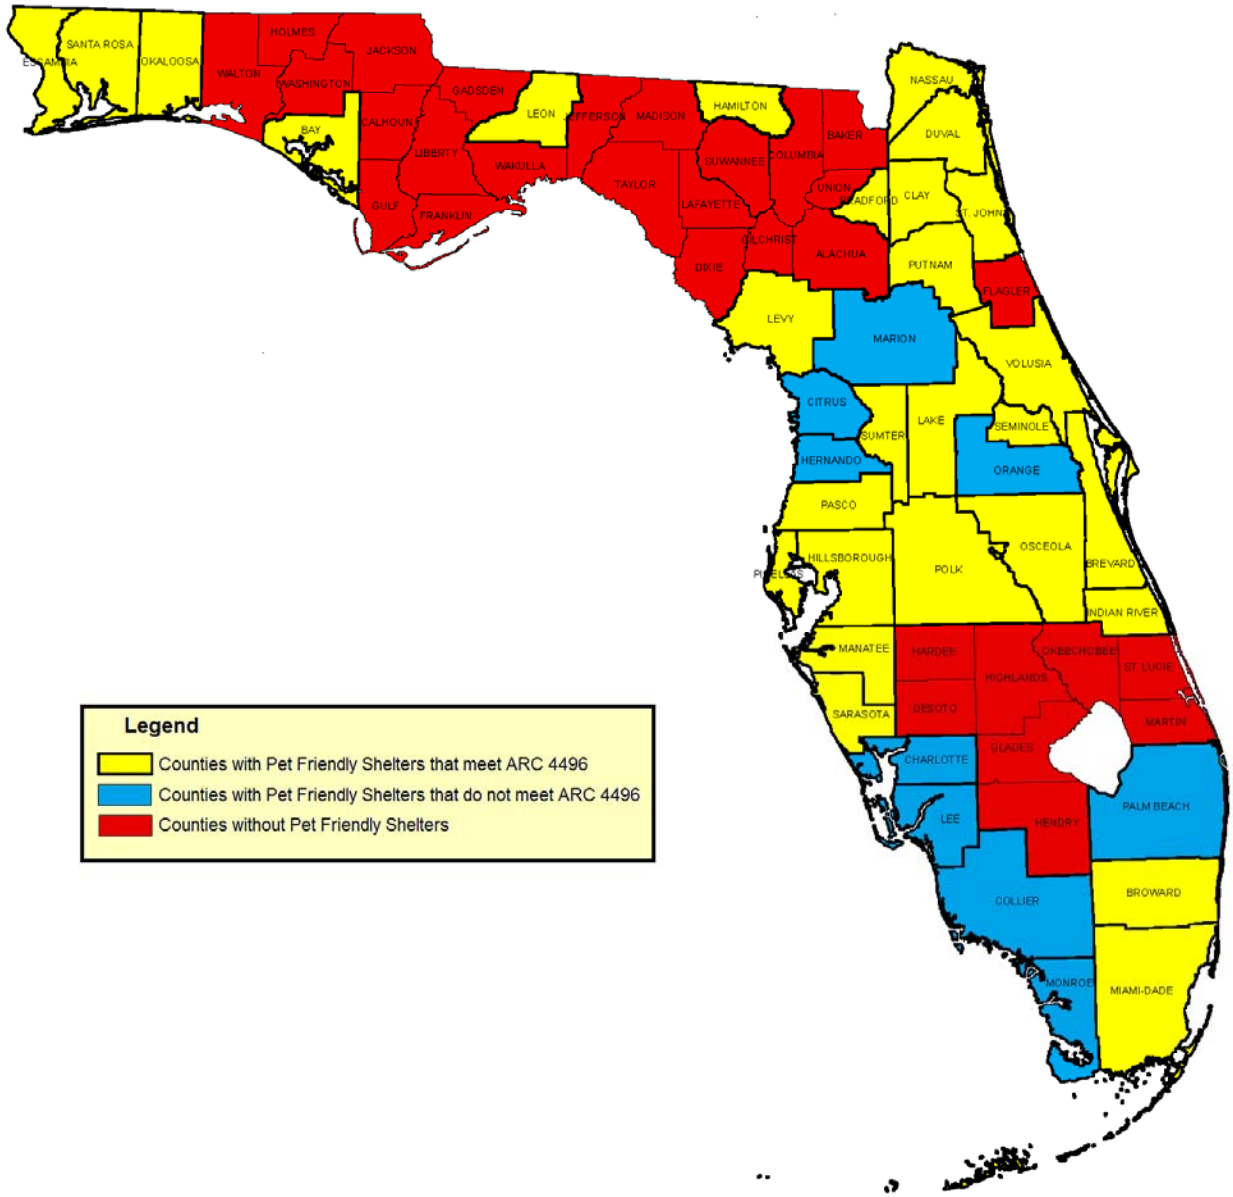 HOLMES
SANTA ROSA
JACKSON
ESCAMBIA
OKALOOSA
WALTON
WASHINGTON
NASSAU
GADSDEN
HAMILTON
LEON
JEFFERSON
MADISON
CALHOUN
BAY
DUVAL
BAKER
LIBERTY
COLUMBIA
SUWANNEE
WAKULLA
TAYLOR
UNION
CLAY
BRADFORD
LAFAYETTE
GULF
FRANKLIN
ST. JOHNS
GILCHRIST
ALACHUA
PUTNAM
DIXIE
FLAGLER
LEVY
MARION
VOLUSIA
CITRUS
LAKE
SEMINOLE
SUMTER
HERNANDO
ORANGE
PASCO
OSCEOLA
HILLSBOROUGH
BREVARD
POLK
PINELLAS
INDIAN RIVER
MANATEE
HARDEE
OKEECHOBEE
ST LUCIE
HIGHLANDS
DESOTO
SARASOTA
MARTIN
GLADES
CHARLOTTE
PALM BEACH
LEE
HENDRY
BROWARD
COLLIER
MONROE
MIAMI-DADE
Legend
Counties with Pet Friendly Shelters that meet ARC 4496
Counties with Pet Friendly Shelters that do not meet ARC 4496
Counties without Pet Friendly Shelters